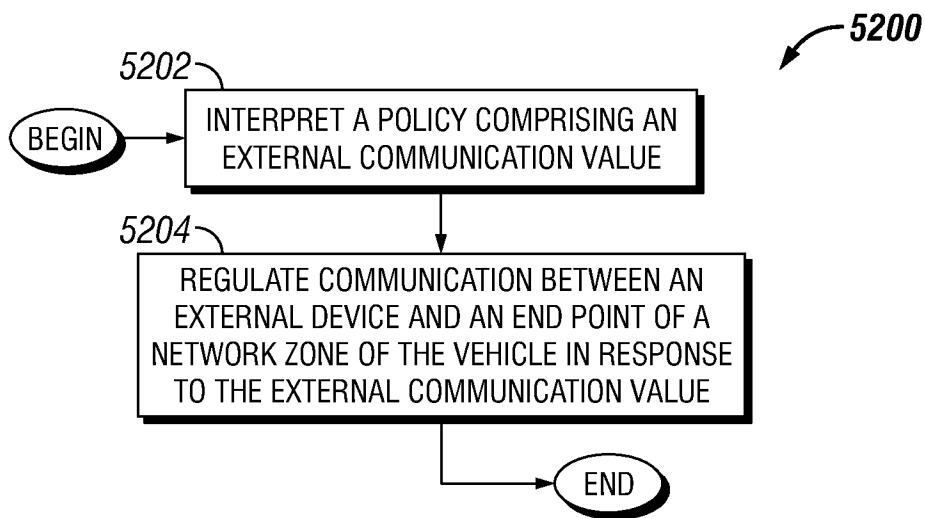 5200
5202
BEGIN
INTERPRET A POLICY COMPRISING AN
EXTERNAL COMMUNICATION VALUE
5204
REGULATE COMMUNICATION BETWEEN AN
EXTERNAL DEVICE AND AN END POINT OF A
NETWORK ZONE OF THE VEHICLE IN RESPONSE
TO THE EXTERNAL COMMUNICATION VALUE
END